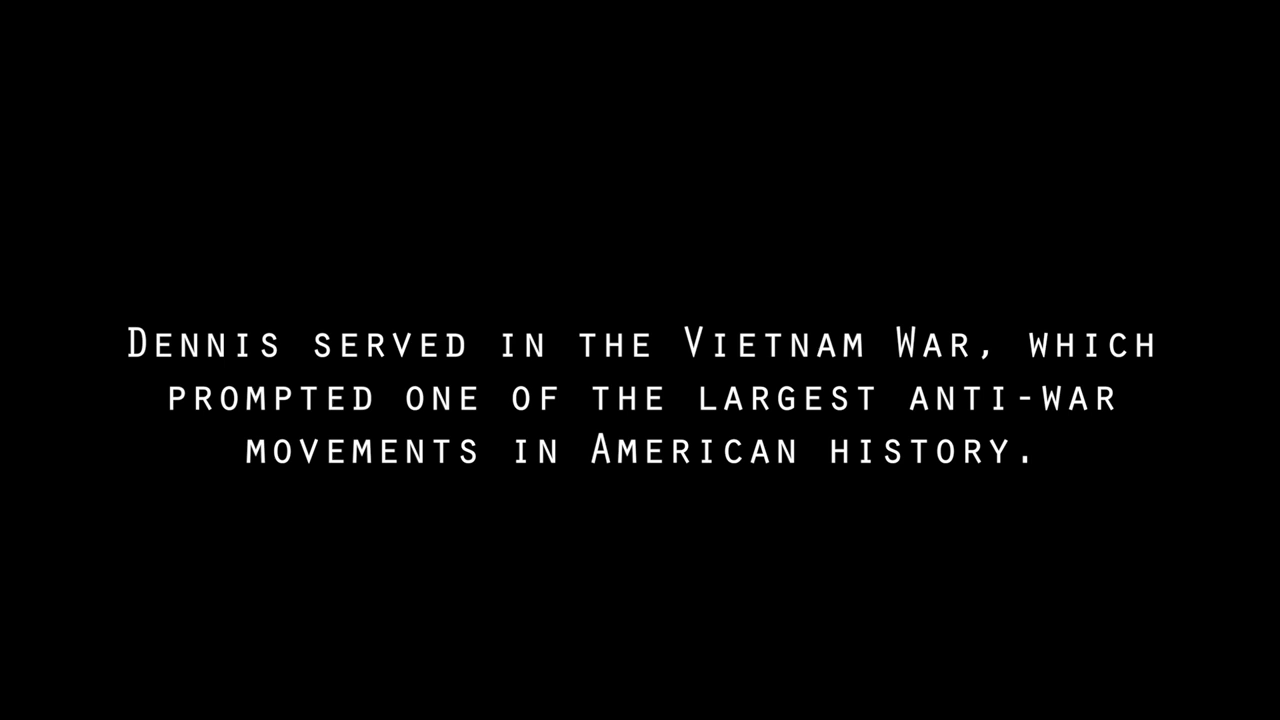 Dennis served in the Vietnam War, which
prompted one of the largest anti-war
movements in American history.